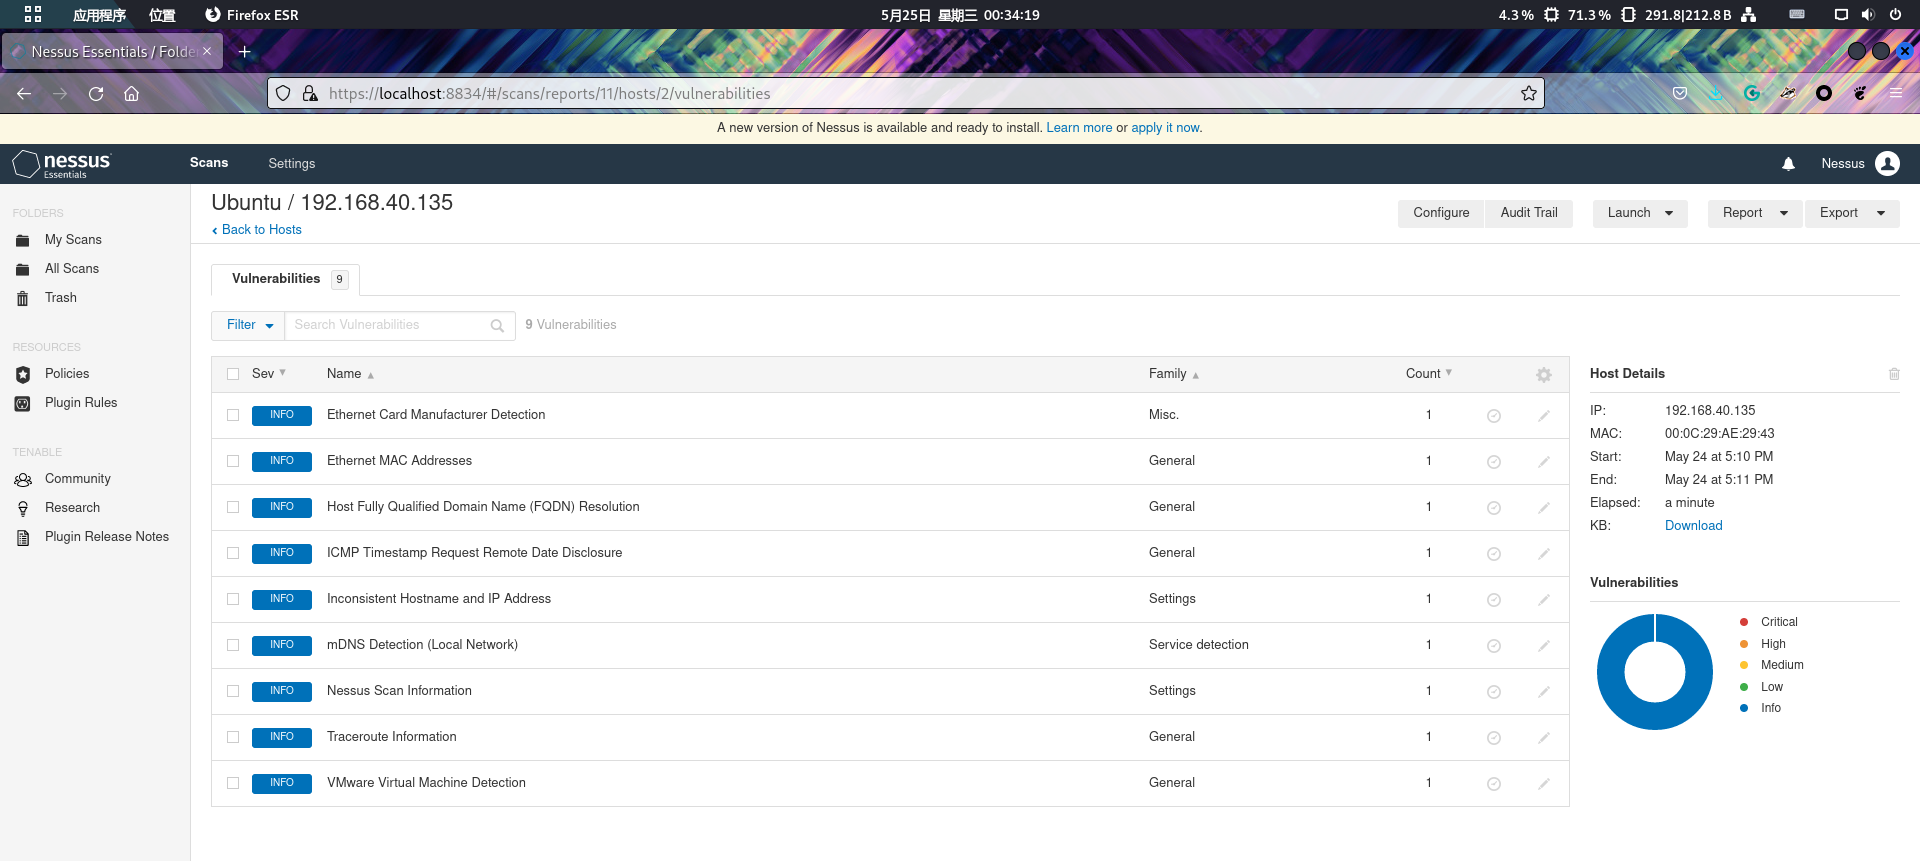 应用程序 位置 Firefox ESR 5月25日 星期三 00:34:19 4.3% 71.3% 291.8|212.8 B
Nessus Essentials / Folde
https://localhost:8834/#/scans/reports/11/hosts/2/vulnerabilities
A new version of Nessus is available and ready to install. Learn more or apply it now.
nessus Essentials Scans Settings Nessus
Ubuntu / 192.168.40.135
Back to Hosts
Configure Audit Trail Launch Report Export
FOLDERS
My Scans
All Scans
Trash
RESOURCES
Policies
Plugin Rules
TENABLE
Community
Research
Plugin Release Notes
Vulnerabilities 9
Filter Search Vulnerabilities 9 Vulnerabilities
Sev Name Family Count
INFO Ethernet Card Manufacturer Detection Misc. 1
INFO Ethernet MAC Addresses General 1
INFO Host Fully Qualified Domain Name (FQDN) Resolution General 1
INFO ICMP Timestamp Request Remote Date Disclosure General 1
INFO Inconsistent Hostname and IP Address Settings 1
INFO mDNS Detection (Local Network) Service detection 1
INFO Nessus Scan Information Settings 1
INFO Traceroute Information General 1
INFO VMware Virtual Machine Detection General 1
Host Details
IP: 192.168.40.135
MAC: 00:0C:29:AE:29:43
Start: May 24 at 5:10 PM
End: May 24 at 5:11 PM
Elapsed: a minute
KB: Download
Vulnerabilities
Critical
High
Medium
Low
Info